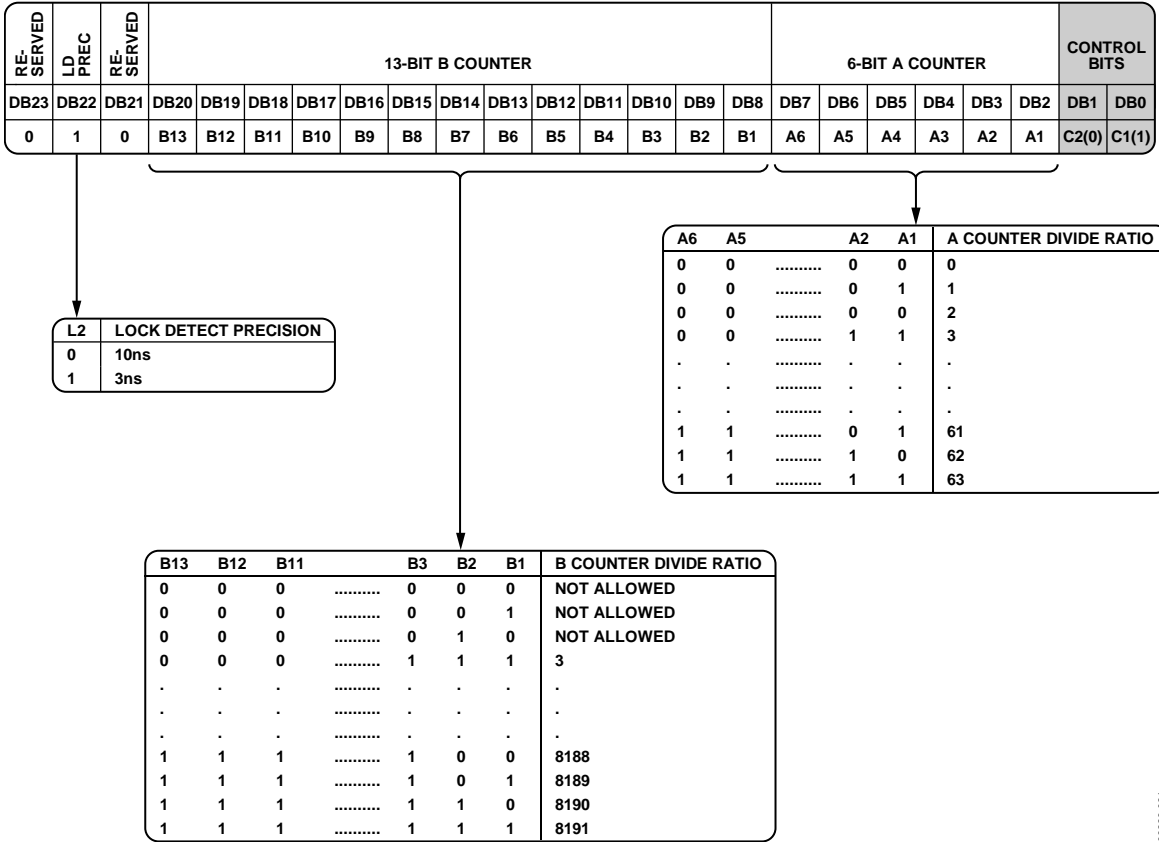 RE-
SERVED
LD
PREC
RE-
SERVED
13-BIT B COUNTER
6-BIT A COUNTER
CONTROL
BITS
DB23 DB22 DB21 DB20 DB19 DB18 DB17 DB16 DB15 DB14 DB13 DB12 DB11 DB10 DB9 DB8 DB7 DB6 DB5 DB4 DB3 DB2 DB1 DB0
0 1 0 B13 B12 B11 B10 B9 B8 B7 B6 B5 B4 B3 B2 B1 A6 A5 A4 A3 A2 A1 C2(0) C1(1)
A6 A5 A2 A1 A COUNTER DIVIDE RATIO
0 0 .......... 0 0 0
0 0 .......... 0 1 1
0 0 .......... 0 0 2
0 0 .......... 1 1 3
. . .......... . . .
. . .......... . . .
. . .......... . . .
1 1 .......... 0 1 61
1 1 .......... 1 0 62
1 1 .......... 1 1 63
L2 LOCK DETECT PRECISION
0 10ns
1 3ns
B13 B12 B11 B3 B2 B1 B COUNTER DIVIDE RATIO
0 0 0 .......... 0 0 0 NOT ALLOWED
0 0 0 .......... 0 0 1 NOT ALLOWED
0 0 0 .......... 0 1 0 NOT ALLOWED
0 0 0 .......... 1 1 1 3
. . . .......... . . . .
. . . .......... . . . .
. . . .......... . . . .
1 1 1 .......... 1 0 0 8188
1 1 1 .......... 1 0 1 8189
1 1 1 .......... 1 1 0 8190
1 1 1 .......... 1 1 1 8191